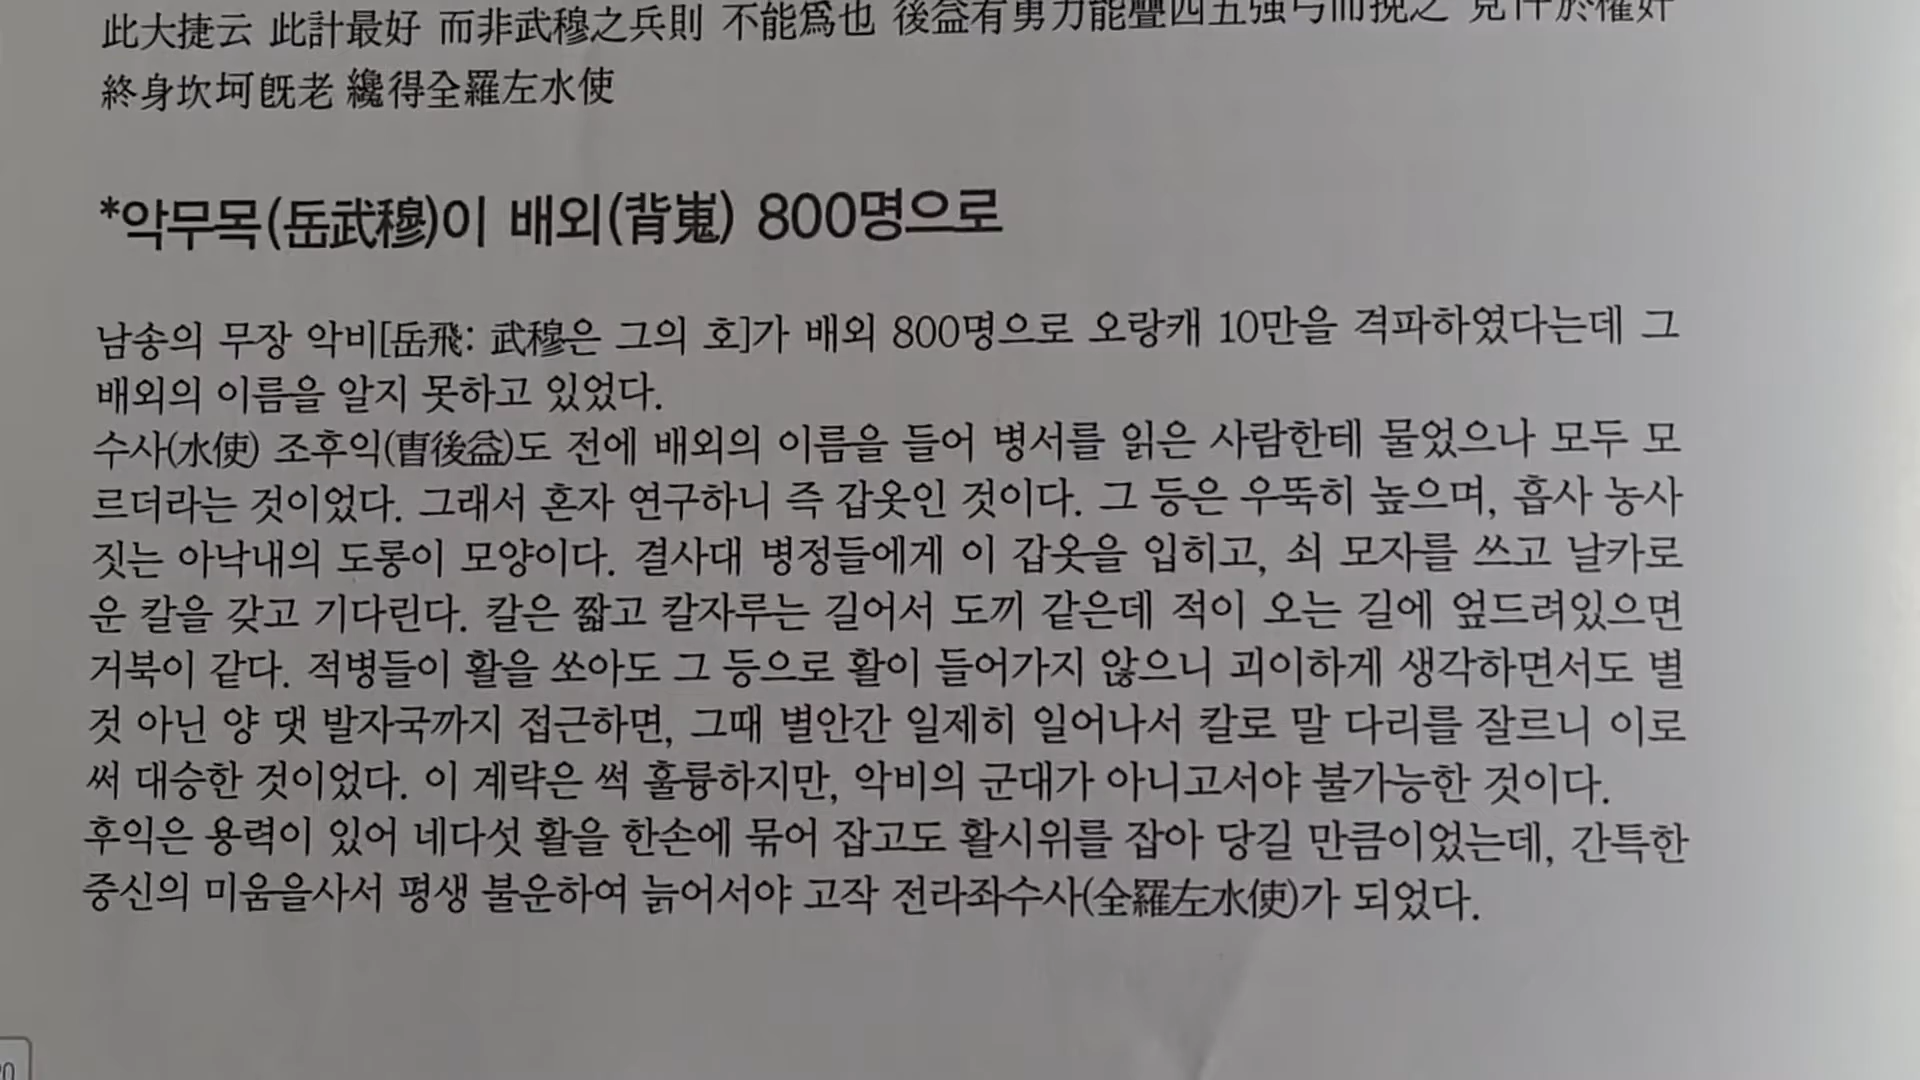 此大捷云 此計最好 而非武穆之兵則 不能爲也 後益有勇力能疊四五强弓而挽之 見忤於權奸
終身坎坷旣老 纔得全羅左水使
*악무목(岳武穆)이 배외(背嵬) 800명으로
남송의 무장 악비[岳飛: 武穆은 그의 호]가 배외 800명으로 오랑캐 10만을 격파하였다는데 그
배외의 이름을 알지 못하고 있었다.
수사(水使) 조후익(曺後益)도 전에 배외의 이름을 들어 병서를 읽은 사람한테 물었으나 모두 모
르더라는 것이었다. 그래서 혼자 연구하니 즉 갑옷인 것이다. 그 등은 우뚝히 높으며, 흡사 농사
짓는 아낙내의 도롱이 모양이다. 결사대 병정들에게 이 갑옷을 입히고, 쇠 모자를 쓰고 날카로
운 칼을 갖고 기다린다. 칼은 짧고 칼자루는 길어서 도끼 같은데 적이 오는 길에 엎드려있으면
거북이 같다. 적병들이 활을 쏘아도 그 등으로 활이 들어가지 않으니 괴이하게 생각하면서도 별
것 아닌 양 댓 발자국까지 접근하면, 그때 별안간 일제히 일어나서 칼로 말 다리를 잘르니 이로
써 대승한 것이었다. 이 계략은 썩 훌륭하지만, 악비의 군대가 아니고서야 불가능한 것이다.
후익은 용력이 있어 네다섯 활을 한손에 묶어 잡고도 활시위를 잡아 당길 만큼이었는데, 간특한
중신의 미움을사서 평생 불운하여 늙어서야 고작 전라좌수사(全羅左水使)가 되었다.